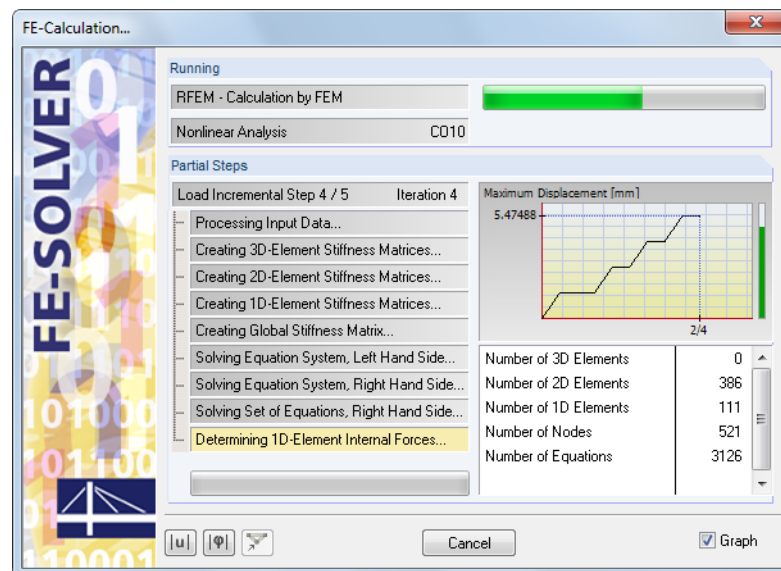 FE-Calculation...
FE-SOLVER
Running
RFEM - Calculation by FEM
Nonlinear Analysis CO10
Partial Steps
Load Incremental Step 4 / 5 Iteration 4
Processing Input Data...
Creating 3D-Element Stiffness Matrices...
Creating 2D-Element Stiffness Matrices...
Creating 1D-Element Stiffness Matrices...
Creating Global Stiffness Matrix...
Solving Equation System, Left Hand Side...
Solving Equation System, Right Hand Side...
Solving Set of Equations, Right Hand Side...
Determining 1D-Element Internal Forces...
Maximum Displacement [mm]
5.47488
2/4
Number of 3D Elements 0
Number of 2D Elements 386
Number of 1D Elements 111
Number of Nodes 521
Number of Equations 3126
|u| |φ|
Cancel
Graph